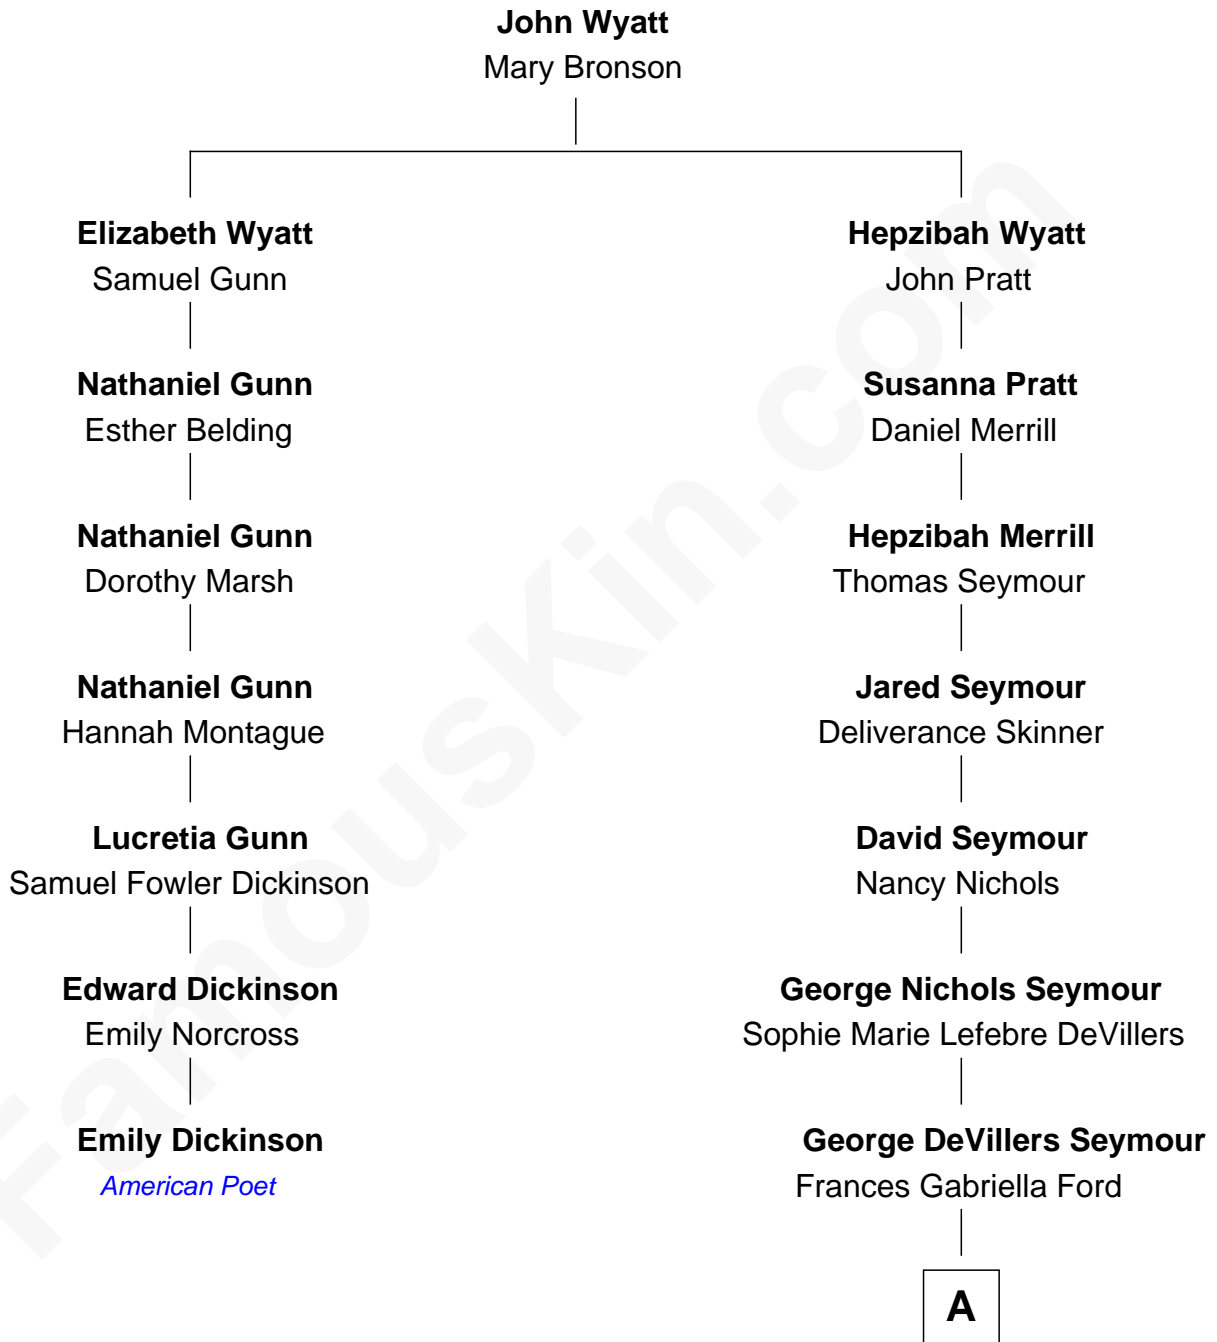 John Wyatt
Mary Bronson
Elizabeth Wyatt
Samuel Gunn
Hepzibah Wyatt
John Pratt
Nathaniel Gunn
Esther Belding
Susanna Pratt
Daniel Merrill
Nathaniel Gunn
Dorothy Marsh
Hepzibah Merrill
Thomas Seymour
Nathaniel Gunn
Hannah Montague
Jared Seymour
Deliverance Skinner
Lucretia Gunn
Samuel Fowler Dickinson
David Seymour
Nancy Nichols
Edward Dickinson
Emily Norcross
George Nichols Seymour
Sophie Marie Lefebre DeVillers
Emily Dickinson
American Poet
George DeVillers Seymour
Frances Gabriella Ford
A
FamousKin.com